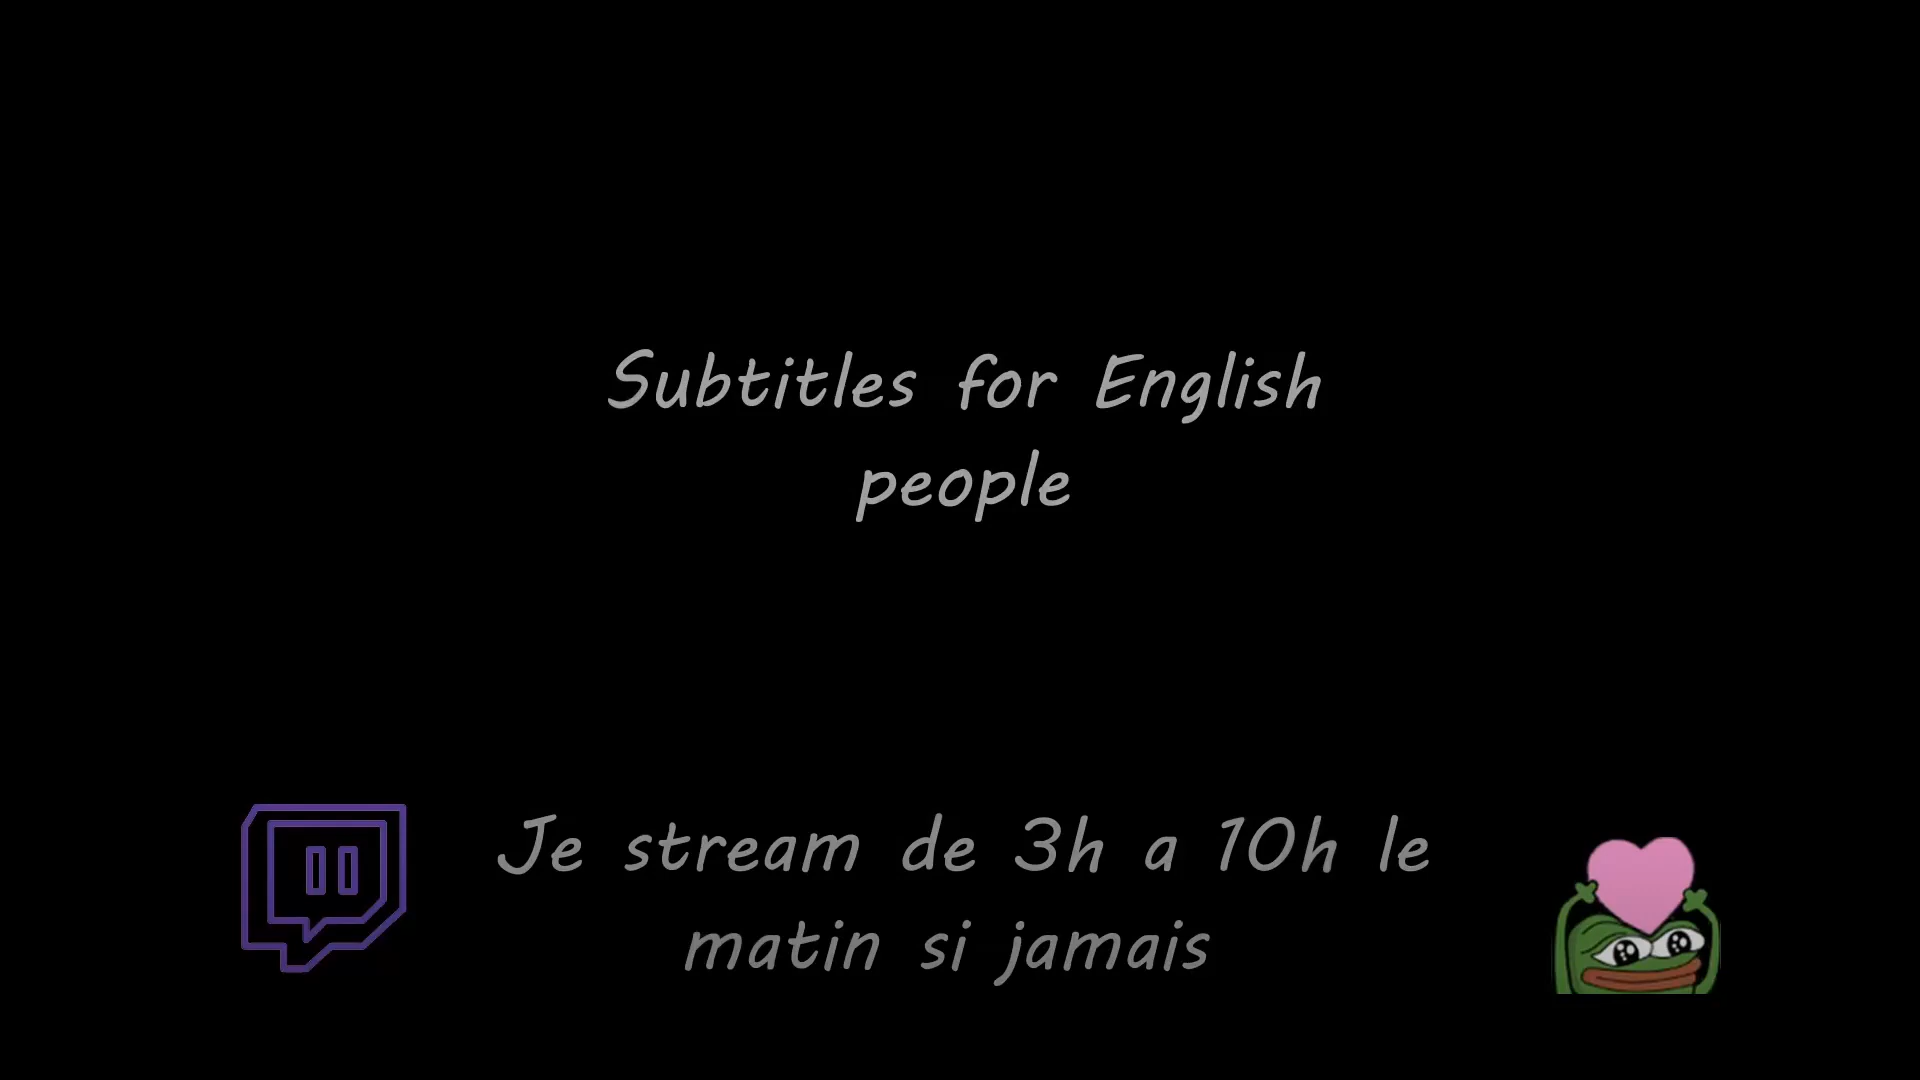 Subtitles for English
people
Je stream de 3h a 10h le
matin si jamais